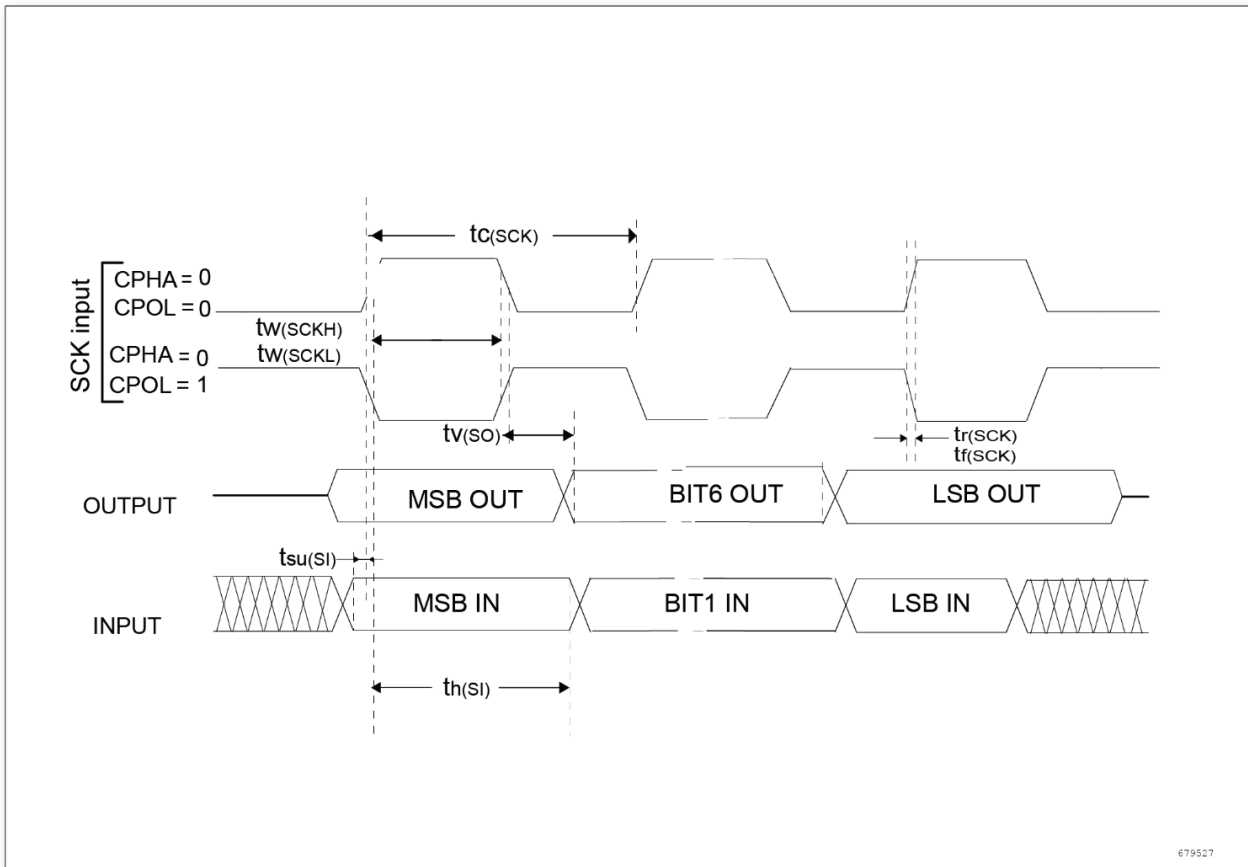 tc(SCK)
SCK input
CPHA = 0
CPOL = 0
tw(SCKH)
tw(SCKL)
CPHA = 0
CPOL = 1
tv(SO)
tr(SCK)
tf(SCK)
OUTPUT
MSB OUT
BIT6 OUT
LSB OUT
tsu(SI)
INPUT
MSB IN
BIT1 IN
LSB IN
th(SI)
679527